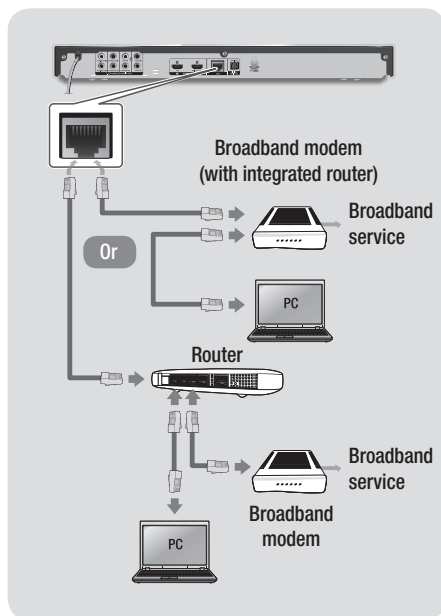 Broadband modem
(with integrated router)
Broadband
service
Or
PC
Router
Broadband
service
Broadband
modem
PC